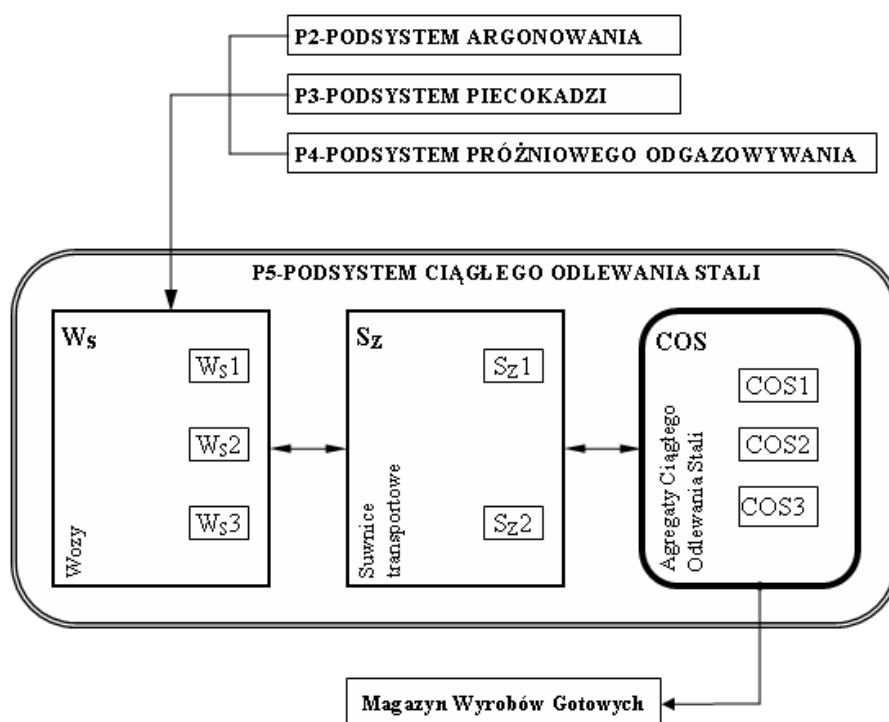 P2-PODSYSTEM ARGONOWANIA
P3-PODSYSTEM PIECOKADZI
P4-PODSYSTEM PRÓŻNIOWEGO ODGAZOWYWANIA
P5-PODSYSTEM CIĄGŁEGO ODLEWANIA STALI
WS
WS1
WS2
WS3
Wozy
SZ
SZ1
SZ2
Suwnice
transportowe
COS
COS1
COS2
COS3
Agregaty Ciągłego
Odlewania Stali
Magazyn Wyrobów Gotowych